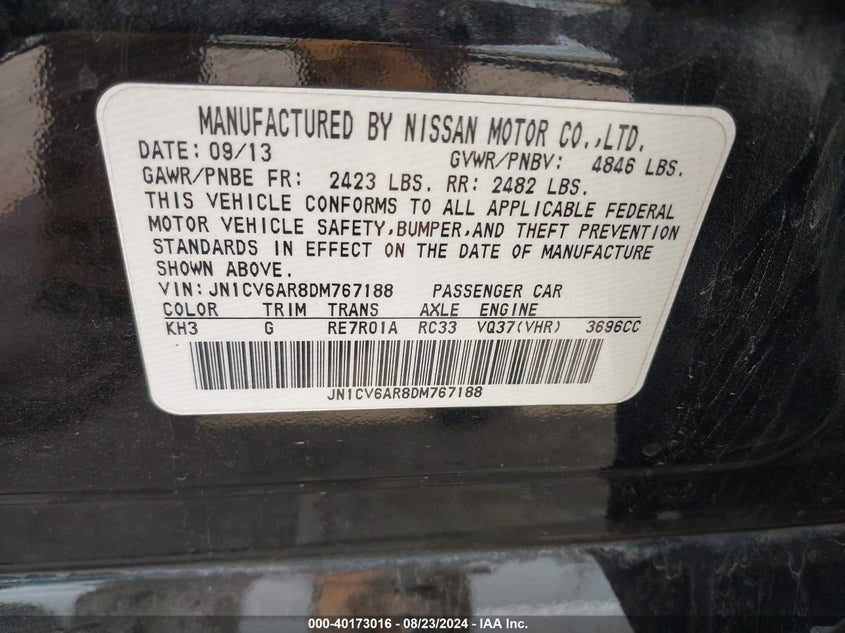 MANUFACTURED BY NISSAN MOTOR CO.,LTD.
DATE: 09/13 GVWR/PNBV: 4846 LBS.
GAWR/PNBE FR: 2423 LBS. RR: 2482 LBS.
THIS VEHICLE CONFORMS TO ALL APPLICABLE FEDERAL
MOTOR VEHICLE SAFETY,BUMPER,AND THEFT PREVENTION
STANDARDS IN EFFECT ON THE DATE OF MANUFACTURE
SHOWN ABOVE.
VIN:JN1CV6AR8DM767188 PASSENGER CAR
COLOR TRIM TRANS AXLE ENGINE
KH3 G RE7R01A RC33 VQ37(VHR) 3696CC
JN1CV6AR8DM767188
000-40173016 - 08/23/2024 - IAA Inc.